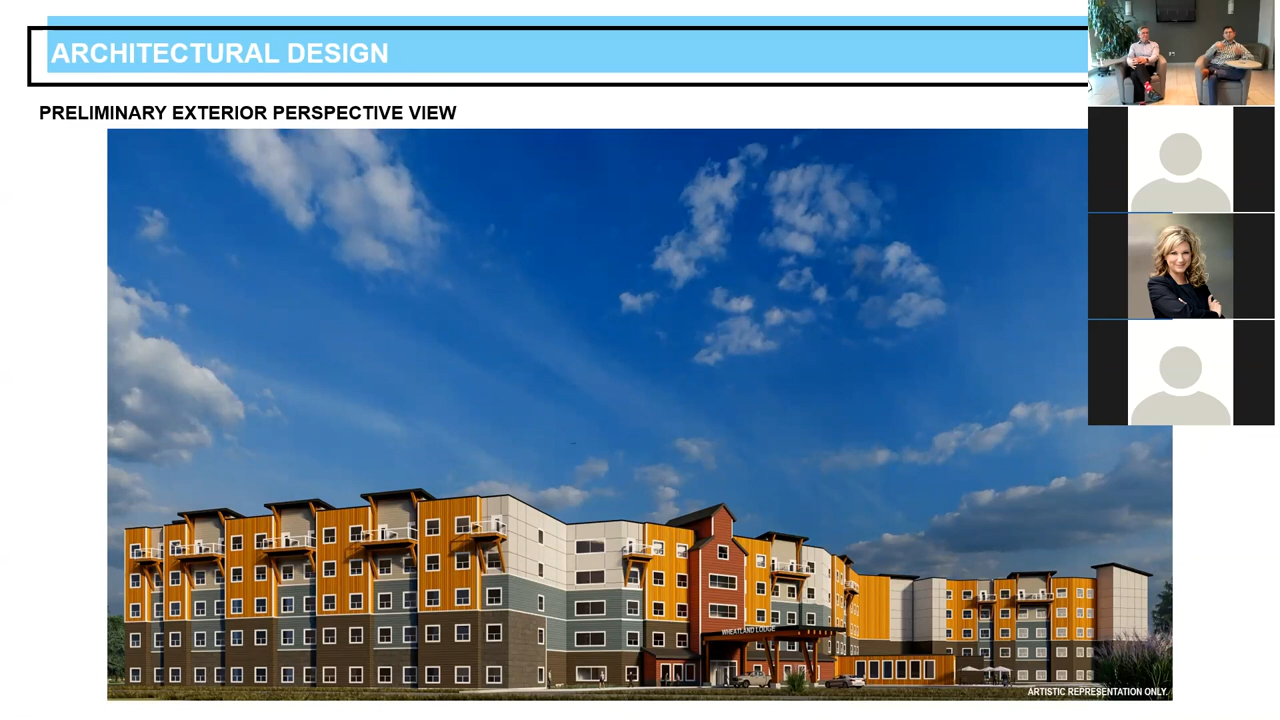 ARCHITECTURAL DESIGN
PRELIMINARY EXTERIOR PERSPECTIVE VIEW
WHEATLAND LODGE
ARTISTIC REPRESENTATION ONLY.